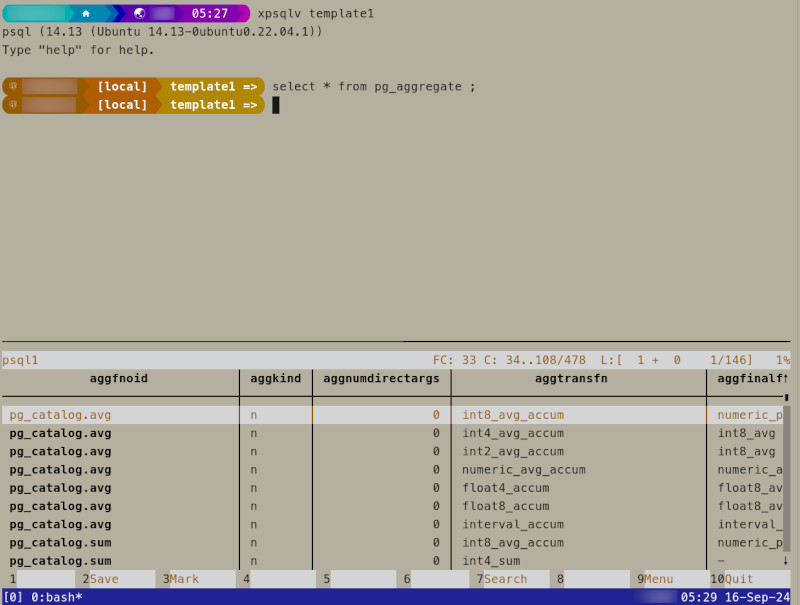 05:27 xpsqlv template1
psql (14.13 (Ubuntu 14.13-0ubuntu0.22.04.1))
Type "help" for help.
[local] template1 => select * from pg_aggregate ;
[local] template1 =>
psql1 FC: 33 C: 34..108/478 L:[ 1 + 0 1/146] 1%
aggfnoid aggkind aggnumdirectargs aggtransfn aggfinalf↑
pg_catalog.avg n 0 int8_avg_accum numeric_p
pg_catalog.avg n 0 int4_avg_accum int8_avg
pg_catalog.avg n 0 int2_avg_accum int8_avg
pg_catalog.avg n 0 numeric_avg_accum numeric_a
pg_catalog.avg n 0 float4_accum float8_av
pg_catalog.avg n 0 float8_accum float8_av
pg_catalog.avg n 0 interval_accum interval_
pg_catalog.sum n 0 int8_avg_accum numeric_p
pg_catalog.sum n 0 int4_sum – ↓
1 2Save 3Mark 4 5 6 7Search 8 9Menu 10Quit
[0] 0:bash* 05:29 16-Sep-24